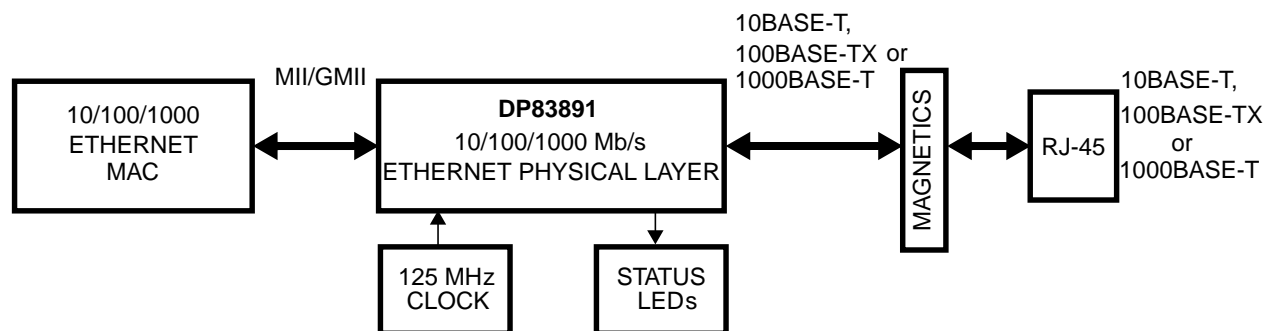 10/100/1000
ETHERNET
MAC
MII/GMII
DP83891
10/100/1000 Mb/s
ETHERNET PHYSICAL LAYER
125 MHz
CLOCK
STATUS
LEDs
10BASE-T,
100BASE-TX or
1000BASE-T
MAGNETICS
RJ-45
10BASE-T,
100BASE-TX
or
1000BASE-T